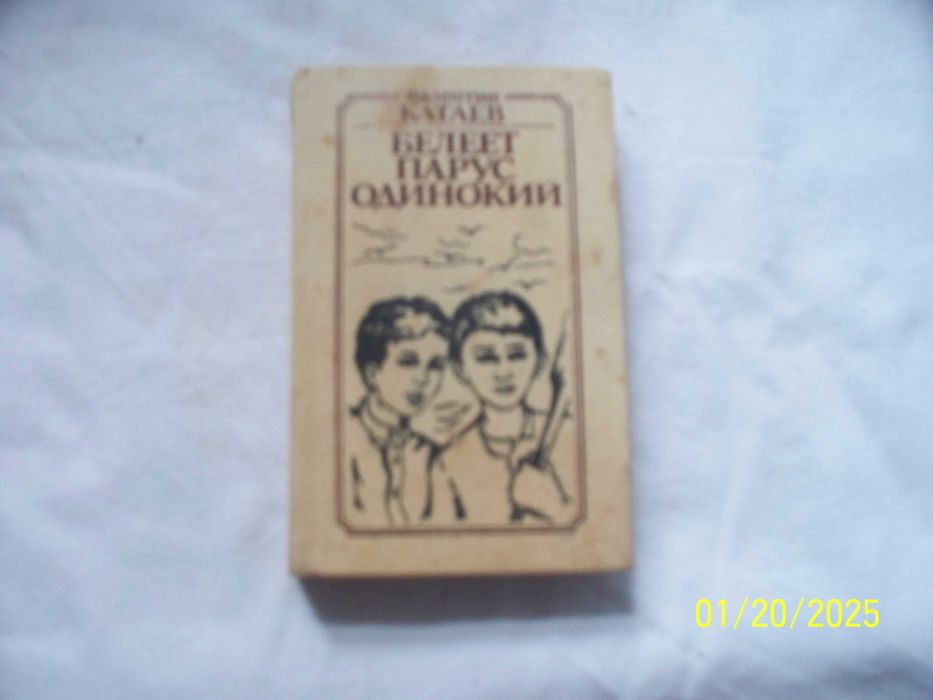 Валентин
КАТАЕВ
БЕЛЕЕТ
ПАРУС
ОДИНОКИЙ
01/20/2025